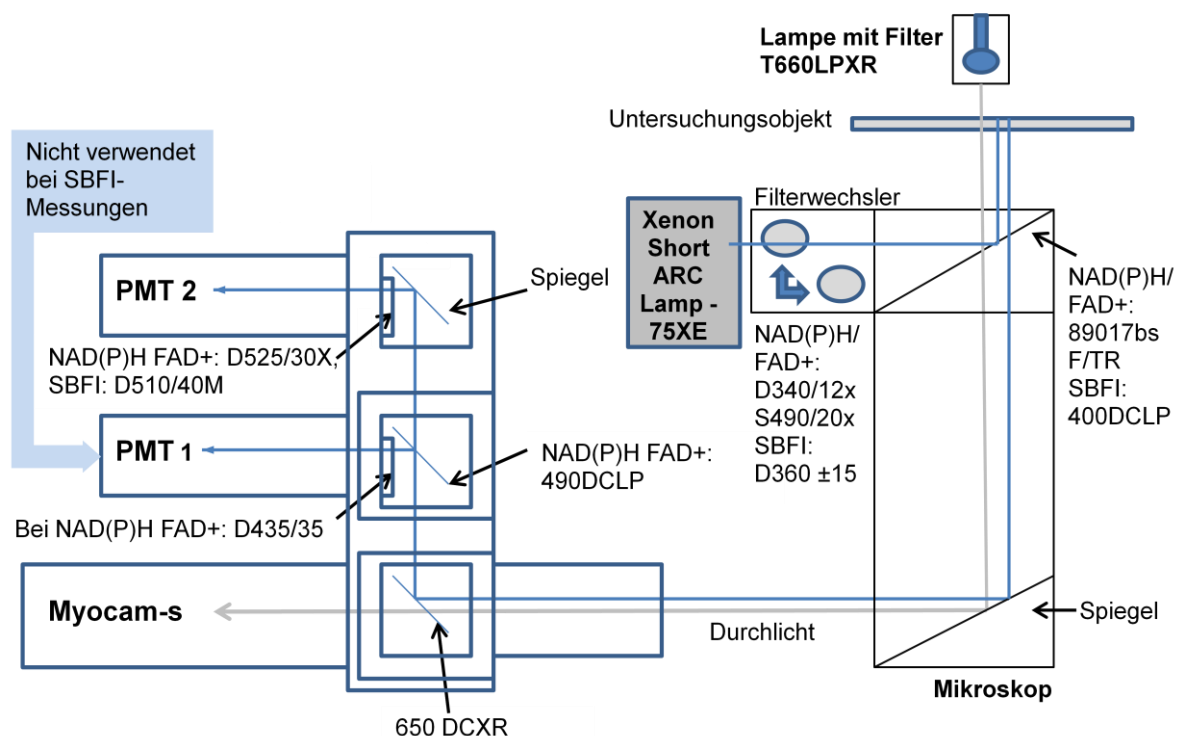 Lampe mit Filter
T660LPXR
Untersuchungsobjekt
Nicht verwendet
bei SBFI-
Messungen
Filterwechsler
Xenon
Short
ARC
Lamp -
75XE
NAD(P)H/
FAD+:
89017bs
F/TR
SBFI:
400DCLP
NAD(P)H/
FAD+:
D340/12x
S490/20x
SBFI:
D360 ±15
PMT 2
Spiegel
NAD(P)H FAD+: D525/30X,
SBFI: D510/40M
PMT 1
NAD(P)H FAD+:
490DCLP
Bei NAD(P)H FAD+: D435/35
Myocam-s
Durchlicht
Spiegel
Mikroskop
650 DCXR